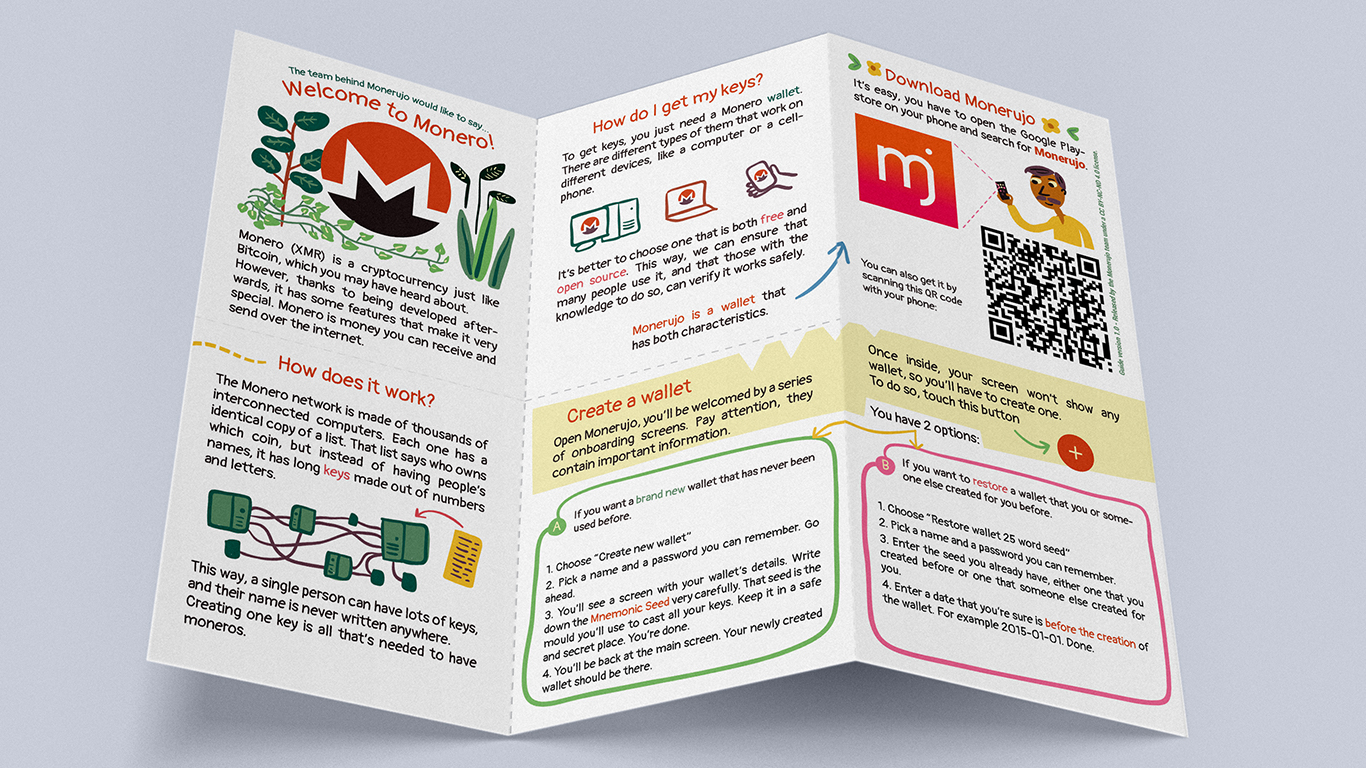 The team behind Monerujo would like to say...
Welcome to Monero!
Monero (XMR) is a cryptocurrency just like
Bitcoin, which you may have heard about.
However, thanks to being developed after-
wards, it has some features that make it very
special. Monero is money you can receive and
send over the internet.
How does it work?
The Monero network is made of thousands of
interconnected computers. Each one has a
identical copy of a list. That list says who owns
which coin, but instead of having people's
names, it has long keys made out of numbers
and letters.
This way, a single person can have lots of keys,
and their name is never written anywhere.
Creating one key is all that's needed to have
moneros.
How do I get my keys?
To get keys, you just need a Monero wallet.
There are different types of them that work on
different devices, like a computer or a cell-
phone.
It's better to choose one that is both free and
open source. This way, we can ensure that
many people use it, and that those with the
knowledge to do so, can verify it works safely.
Monerujo is a wallet that
has both characteristics.
Create a wallet
Open Monerujo, you'll be welcomed by a series
of onboarding screens. Pay attention, they
contain important information.
A
If you want a brand new wallet that has never been
used before.
1. Choose "Create new wallet"
2. Pick a name and a password you can remember. Go
ahead.
3. You'll see a screen with your wallet's details. Write
down the Mnemonic Seed very carefully. That seed is the
mould you'll use to cast all your keys. Keep it in a safe
and secret place. You're done.
4. You'll be back at the main screen. Your newly created
wallet should be there.
Download Monerujo
It's easy, you have to open the Google Play-
store on your phone and search for Monerujo.
mj
You can also get it by
scanning this QR code
with your phone:
Guide version 1.0 - Released by the Monerujo team under a CC BY-NC-ND 4.0 license.
Once inside, your screen won't show any
wallet, so you'll have to create one.
To do so, touch this button
+
You have 2 options:
B
If you want to restore a wallet that you or some-
one else created for you before.
1. Choose "Restore wallet 25 word seed"
2. Pick a name and a password you can remember.
3. Enter the seed you already have, either one that you
created before or one that someone else created for
you.
4. Enter a date that you're sure is before the creation of
the wallet. For example 2015-01-01. Done.